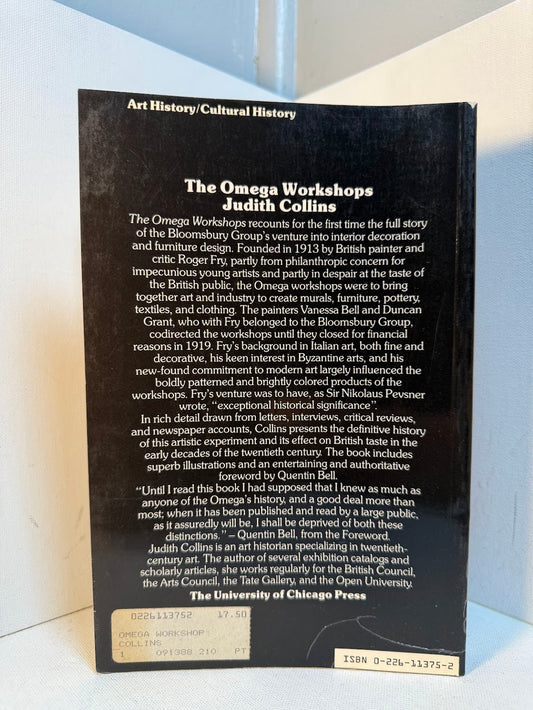 Art History/Cultural History
The Omega Workshops
Judith Collins
The Omega Workshops recounts for the first time the full story
of the Bloomsbury Group's venture into interior decoration
and furniture design. Founded in 1913 by British painter and
critic Roger Fry, partly from philanthropic concern for
impecunious young artists and partly in despair at the taste of
the British public, the Omega workshops were to bring
together art and industry to create murals, furniture, pottery,
textiles, and clothing. The painters Vanessa Bell and Duncan
Grant, who with Fry belonged to the Bloomsbury Group,
codirected the workshops until they closed for financial
reasons in 1919. Fry's background in Italian art, both fine and
decorative, his keen interest in Byzantine arts, and his
new-found commitment to modern art largely influenced the
boldly patterned and brightly colored products of the
workshops. Fry's venture was to have, as Sir Nikolaus Pevsner
wrote, "exceptional historical significance".
In rich detail drawn from letters, interviews, critical reviews,
and newspaper accounts, Collins presents the definitive history
of this artistic experiment and its effect on British taste in the
early decades of the twentieth century. The book includes
superb illustrations and an entertaining and authoritative
foreword by Quentin Bell.
"Until I read this book I had supposed that I knew as much as
anyone of the Omega's history, and a good deal more than
most; when it has been published and read by a large public,
as it assuredly will be, I shall be deprived of both these
distinctions." – Quentin Bell, from the Foreword.
Judith Collins is an art historian specializing in twentieth-
century art. The author of several exhibition catalogs and
scholarly articles, she works regularly for the British Council,
the Arts Council, the Tate Gallery, and the Open University.
The University of Chicago Press
0226113752 17.50
OMEGA WORKSHOP
COLLINS
1 091388 210 PT
ISBN 0-226-11375-2